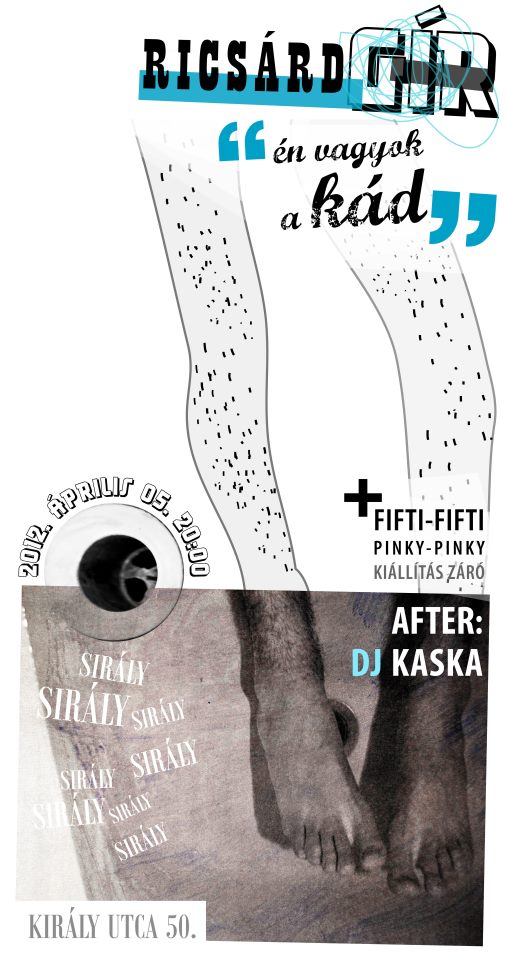 RICSÁRD GÍR
“én vagyok
a kád”
2012. ÁPRILIS 05. 20:00
+
FIFTI-FIFTI
PINKY-PINKY
KIÁLLÍTÁS ZÁRÓ
AFTER:
DJ KASKA
SIRÁLY
SIRÁLY
SIRÁLY
SIRÁLY
SIRÁLY
SIRÁLY
SIRÁLY
SIRÁLY
KIRÁLY UTCA 50.